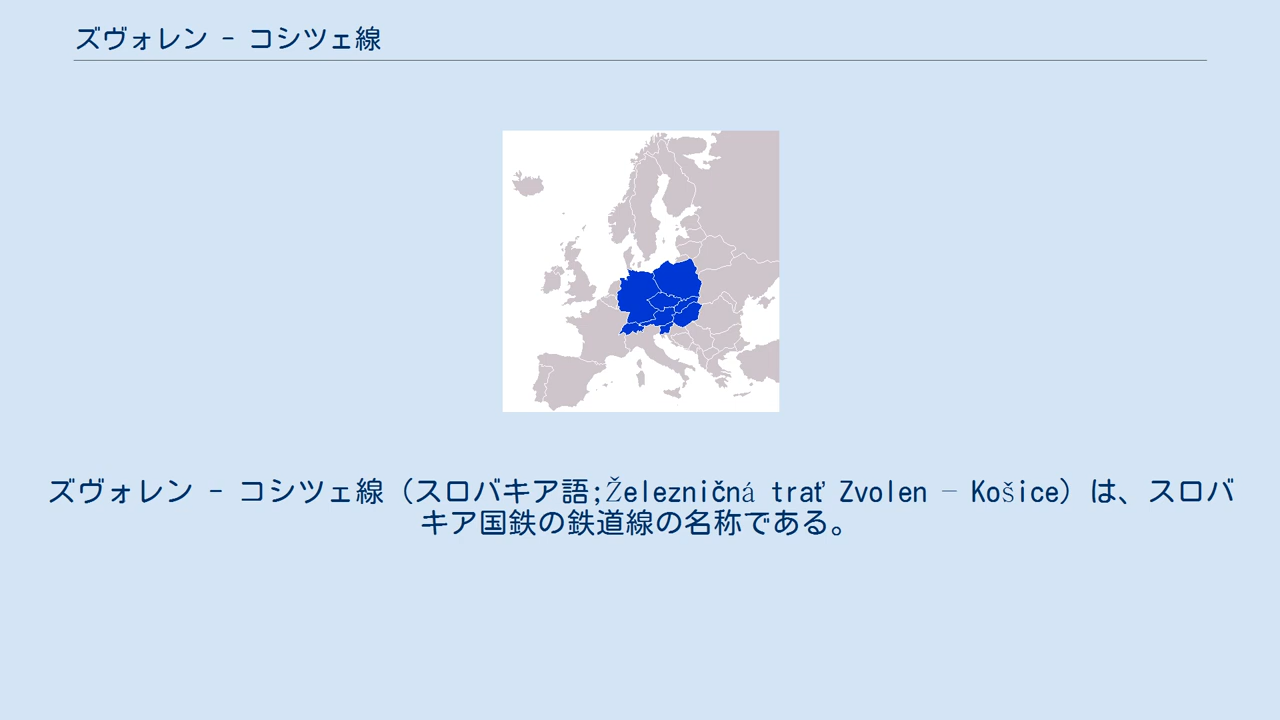 ズヴォレン - コシツェ線
ズヴォレン - コシツェ線 (スロバキア語;Železničná trať Zvolen – Košice) は、スロバ
キア国鉄の鉄道線の名称である。